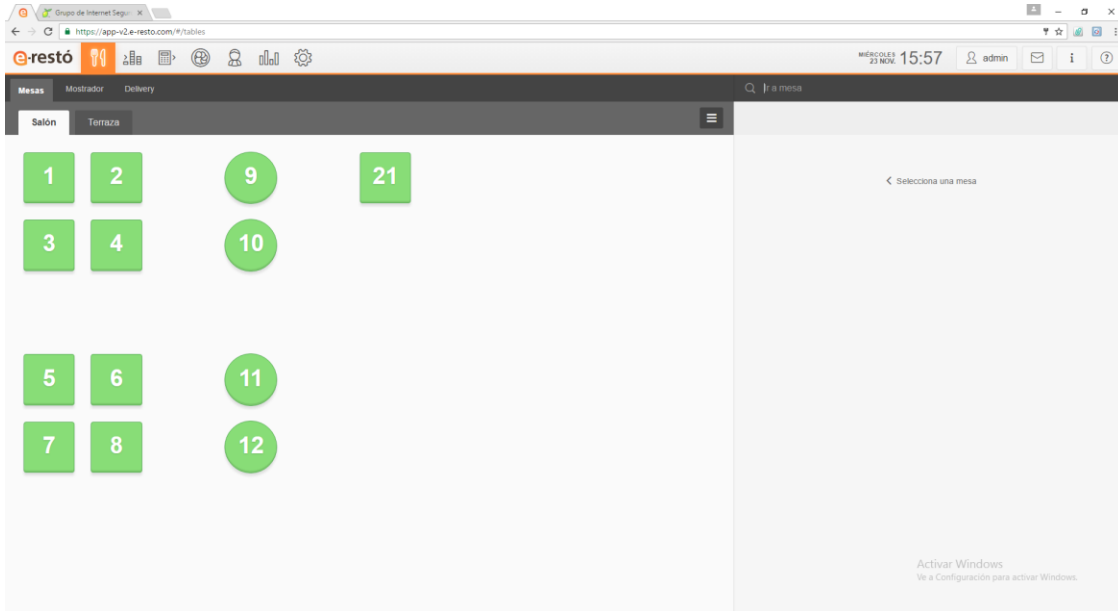 Grupo de Internet Segur
https://app-v2.e-resto.com/#/tables
e-restó
MIÉRCOLES 23 NOV. 15:57 admin i ?
Mesas Mostrador Delivery
Ir a mesa
Salón Terraza
1 2 9 21
Selecciona una mesa
3 4 10
5 6 11
7 8 12
Activar Windows
Ve a Configuración para activar Windows.